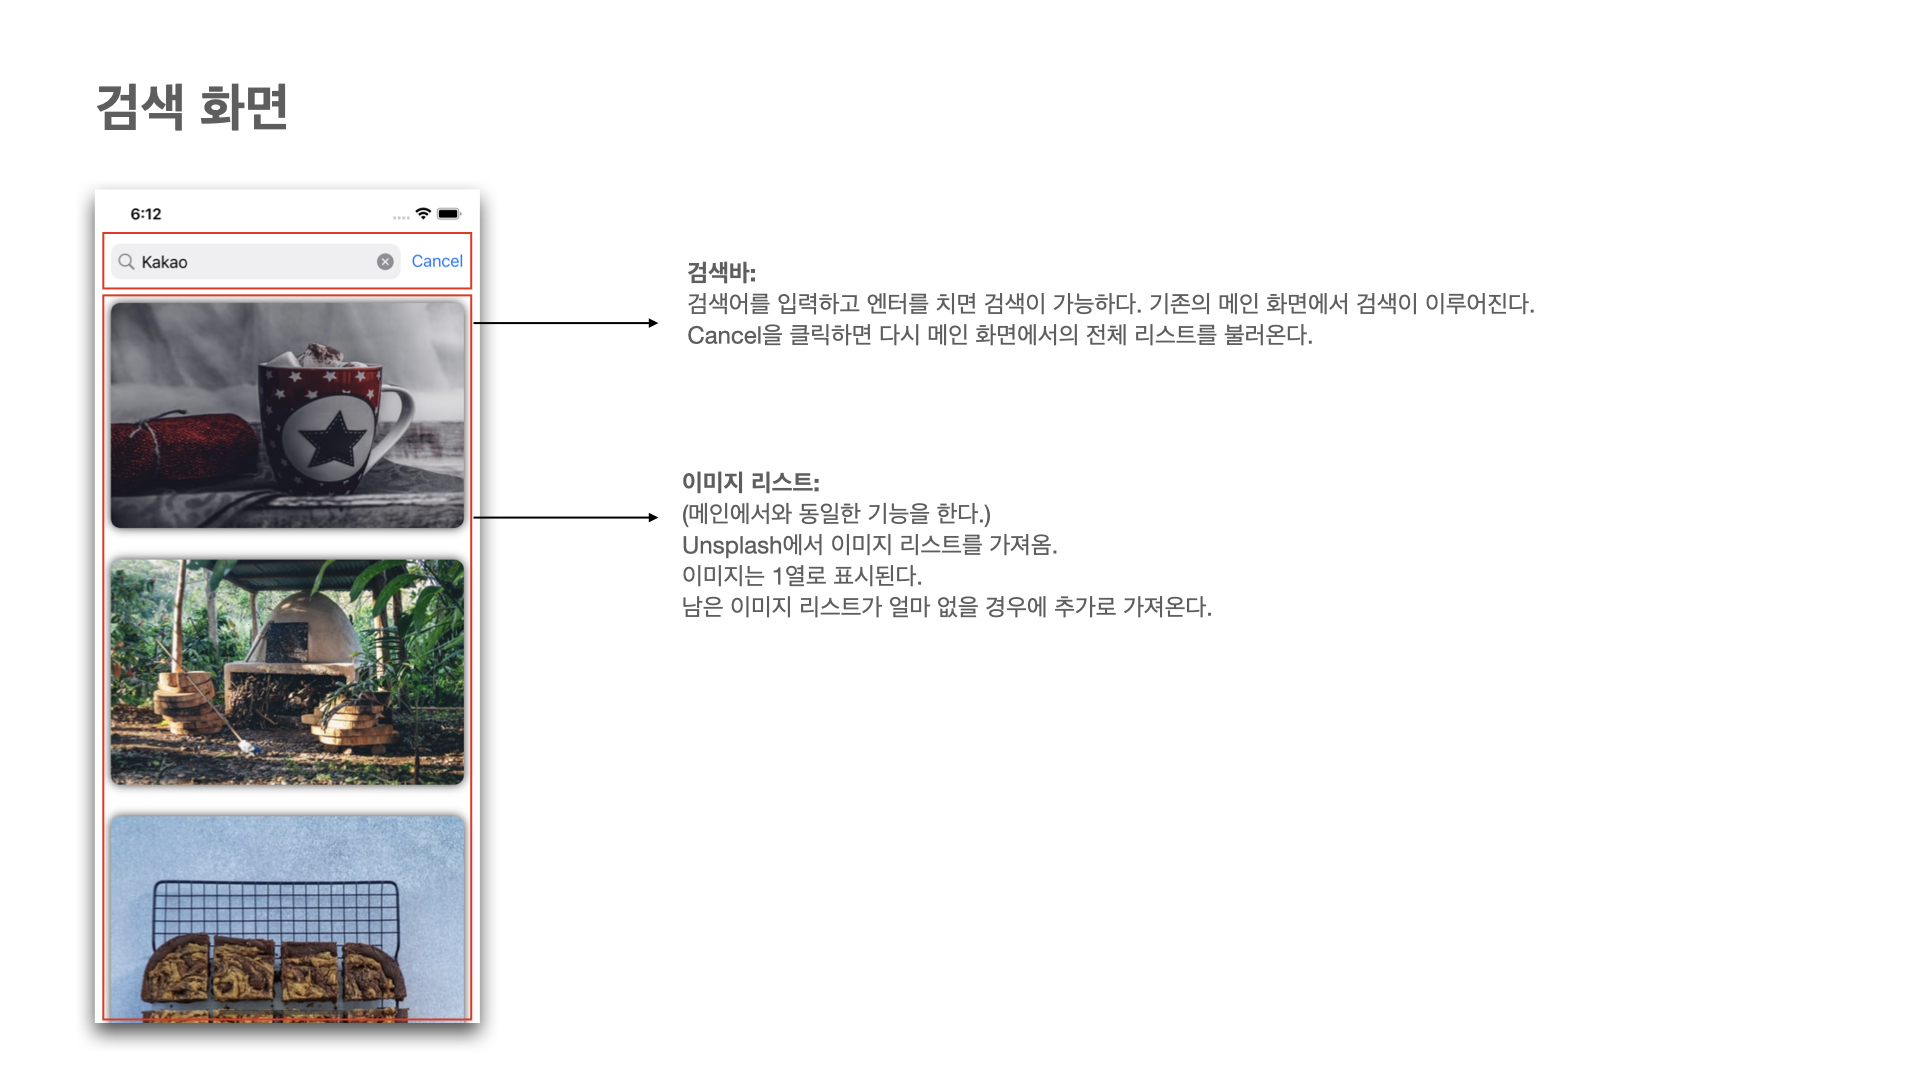 검색 화면
6:12
Kakao
Cancel
검색바:
검색어를 입력하고 엔터를 치면 검색이 가능하다. 기존의 메인 화면에서 검색이 이루어진다.
Cancel을 클릭하면 다시 메인 화면에서의 전체 리스트를 불러온다.
이미지 리스트:
(메인에서와 동일한 기능을 한다.)
Unsplash에서 이미지 리스트를 가져옴.
이미지는 1열로 표시된다.
남은 이미지 리스트가 얼마 없을 경우에 추가로 가져온다.